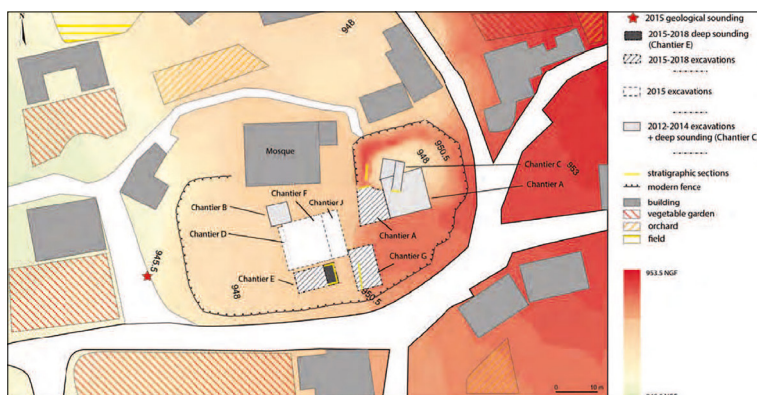 948
Mosque
950.5
948
953
Chantier C
Chantier A
Chantier F
Chantier J
Chantier B
Chantier D
Chantier A
Chantier G
Chantier E
945.5
948
950.5
0 10 m
2015 geological sounding
2015-2018 deep sounding
(Chantier E)
2015-2018 excavations
2015 excavations
2012-2014 excavations
+ deep sounding (Chantier C
stratigraphic sections
modern fence
building
vegetable garden
orchard
field
953.5 NGF